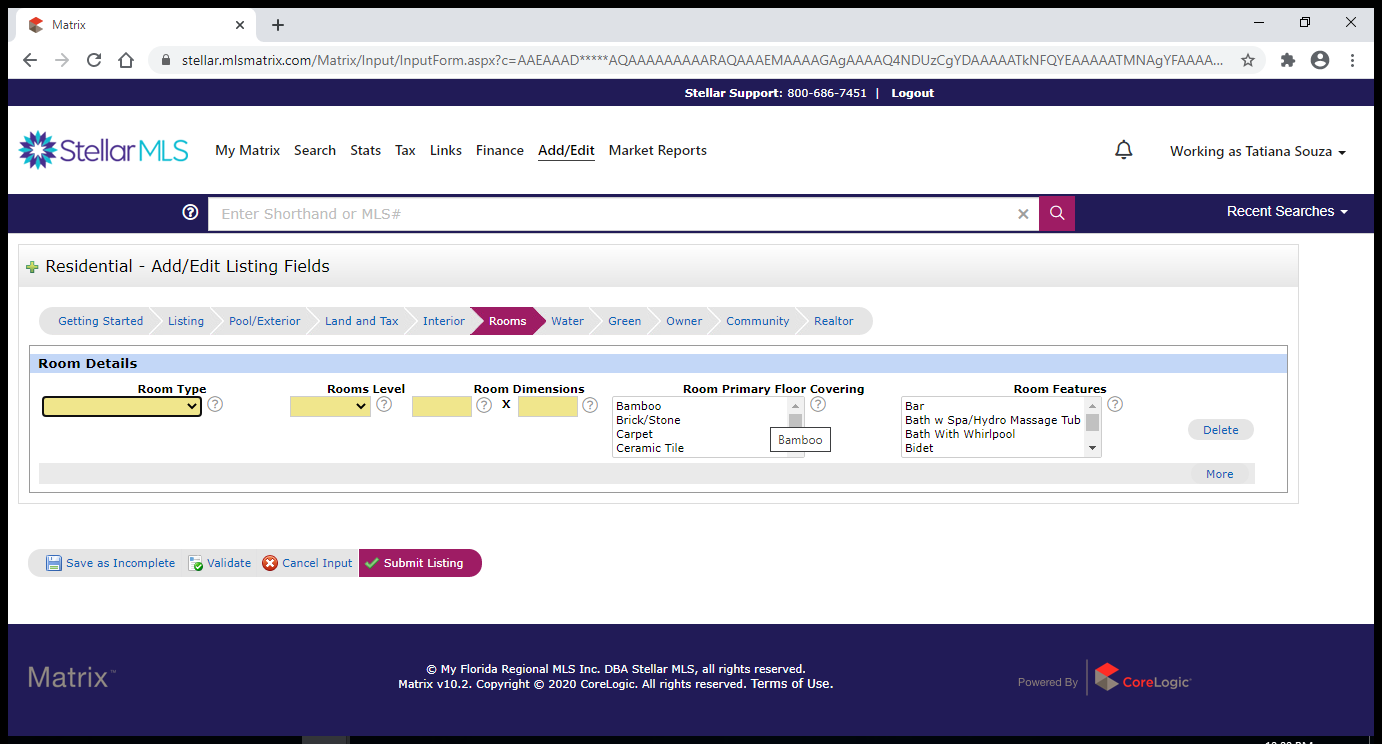 Matrix
stellar.mlsmatrix.com/Matrix/Input/InputForm.aspx?c=AAEAAAD*****AQAAAAAAAAARAQAAAEMAAAAGAgAAAAQ4NDUzCgYDAAAAATkNFQYEAAAAATMNAgYFAAAA...
Stellar Support: 800-686-7451 | Logout
StellarMLS My Matrix Search Stats Tax Links Finance Add/Edit Market Reports Working as Tatiana Souza
Enter Shorthand or MLS# Recent Searches
Residential - Add/Edit Listing Fields
Getting Started Listing Pool/Exterior Land and Tax Interior Rooms Water Green Owner Community Realtor
Room Details
Room Type Rooms Level Room Dimensions Room Primary Floor Covering Room Features
X
Bamboo
Brick/Stone
Carpet
Ceramic Tile
Bamboo
Bar
Bath w Spa/Hydro Massage Tub
Bath With Whirlpool
Bidet
Delete
More
Save as Incomplete Validate Cancel Input Submit Listing
Matrix™
© My Florida Regional MLS Inc. DBA Stellar MLS, all rights reserved.
Matrix v10.2. Copyright © 2020 CoreLogic. All rights reserved. Terms of Use.
Powered By CoreLogic